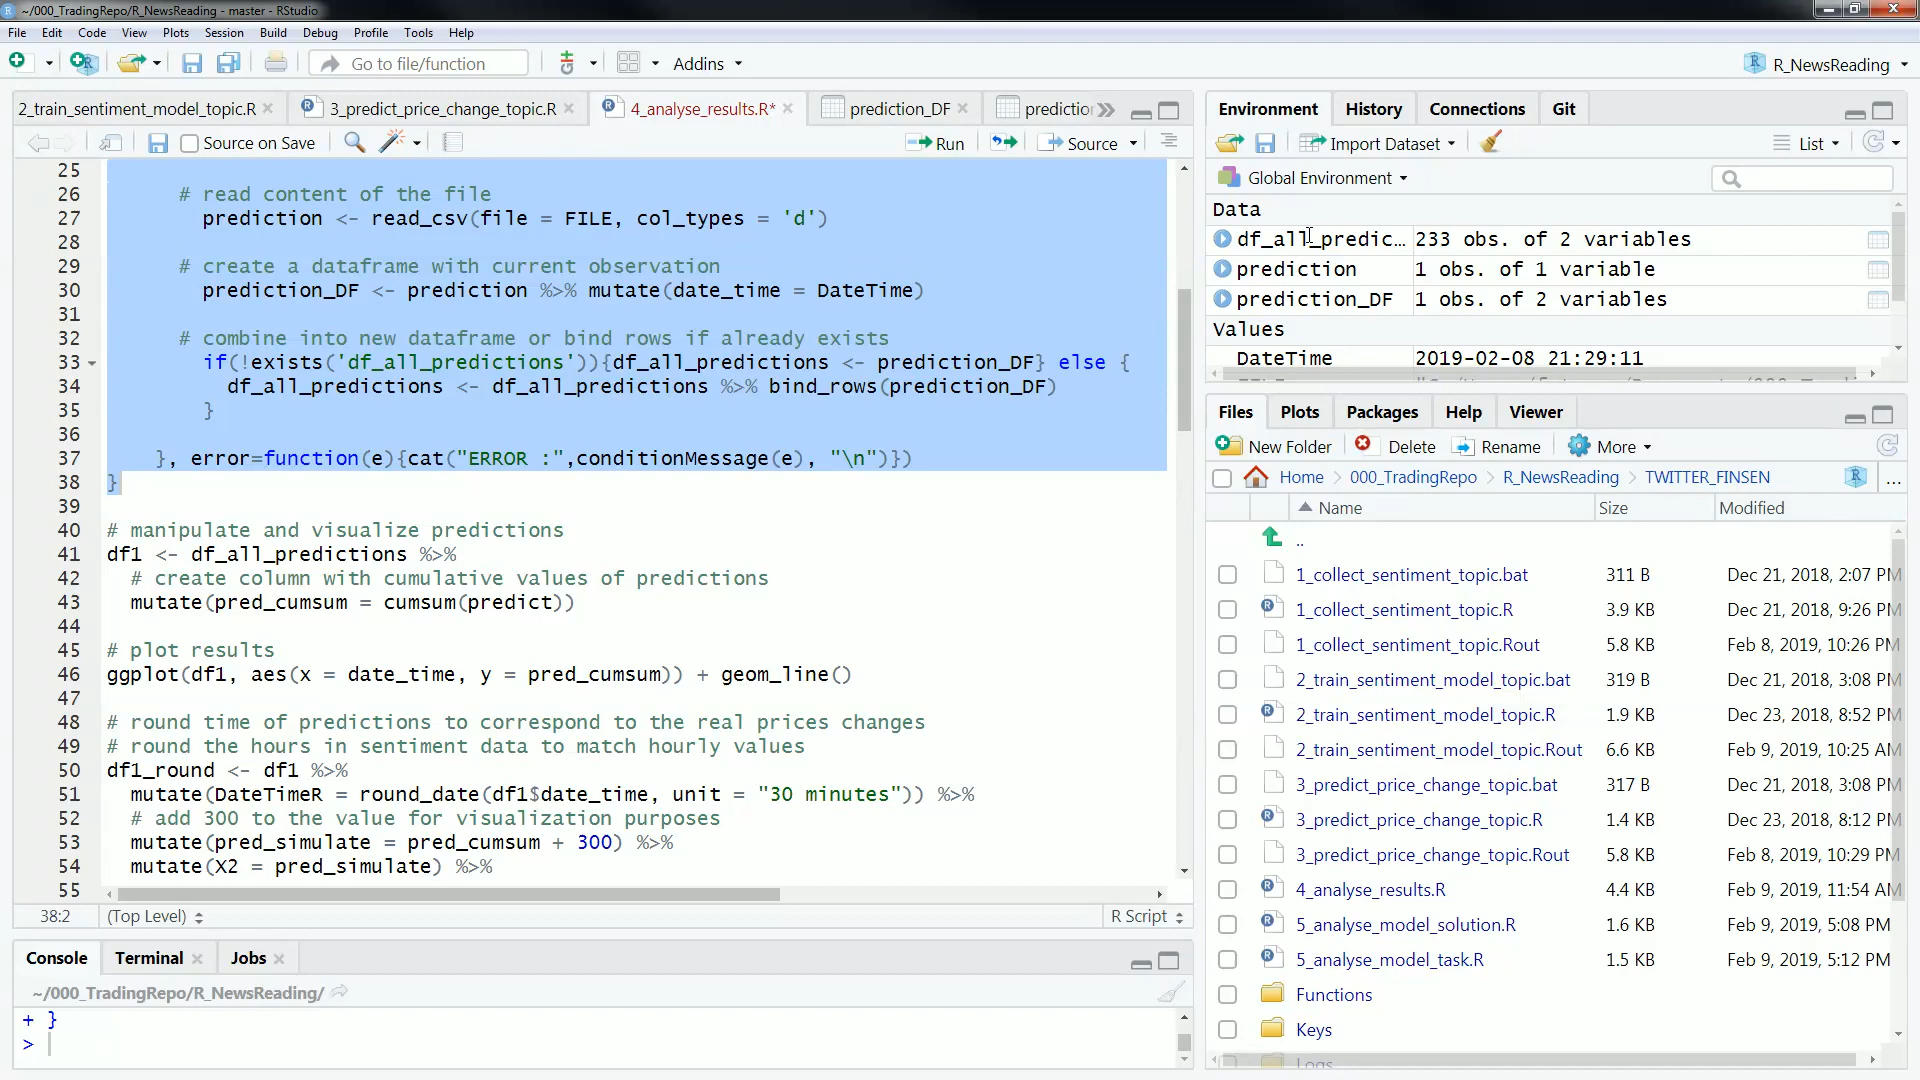 ~/000_TradingRepo/R_NewsReading - master - RStudio
File Edit Code View Plots Session Build Debug Profile Tools Help
Go to file/function Addins R_NewsReading
2_train_sentiment_model_topic.R 3_predict_price_change_topic.R 4_analyse_results.R* prediction_DF predictio
Source on Save Run Source
25
26 # read content of the file
27 prediction <- read_csv(file = FILE, col_types = 'd')
28
29 # create a dataframe with current observation
30 prediction_DF <- prediction %>% mutate(date_time = DateTime)
31
32 # combine into new dataframe or bind rows if already exists
33 if(!exists('df_all_predictions')){df_all_predictions <- prediction_DF} else {
34 df_all_predictions <- df_all_predictions %>% bind_rows(prediction_DF)
35 }
36
37 }, error=function(e){cat("ERROR :",conditionMessage(e), "\n")})
38 }
39
40 # manipulate and visualize predictions
41 df1 <- df_all_predictions %>%
42 # create column with cumulative values of predictions
43 mutate(pred_cumsum = cumsum(predict))
44
45 # plot results
46 ggplot(df1, aes(x = date_time, y = pred_cumsum)) + geom_line()
47
48 # round time of predictions to correspond to the real prices changes
49 # round the hours in sentiment data to match hourly values
50 df1_round <- df1 %>%
51 mutate(DateTimeR = round_date(df1$date_time, unit = "30 minutes")) %>%
52 # add 300 to the value for visualization purposes
53 mutate(pred_simulate = pred_cumsum + 300) %>%
54 mutate(X2 = pred_simulate) %>%
55
38:2 (Top Level) R Script
Console Terminal Jobs
~/000_TradingRepo/R_NewsReading/
+ }
>
Environment History Connections Git
Import Dataset List
Global Environment
Data
df_all_predic... 233 obs. of 2 variables
prediction 1 obs. of 1 variable
prediction_DF 1 obs. of 2 variables
Values
DateTime 2019-02-08 21:29:11
Files Plots Packages Help Viewer
New Folder Delete Rename More
Home 000_TradingRepo R_NewsReading TWITTER_FINSEN ...
Name Size Modified
..
1_collect_sentiment_topic.bat 311 B Dec 21, 2018, 2:07 PM
1_collect_sentiment_topic.R 3.9 KB Dec 21, 2018, 9:26 PM
1_collect_sentiment_topic.Rout 5.8 KB Feb 8, 2019, 10:26 PM
2_train_sentiment_model_topic.bat 319 B Dec 21, 2018, 3:08 PM
2_train_sentiment_model_topic.R 1.9 KB Dec 23, 2018, 8:52 PM
2_train_sentiment_model_topic.Rout 6.6 KB Feb 9, 2019, 10:25 AM
3_predict_price_change_topic.bat 317 B Dec 21, 2018, 3:08 PM
3_predict_price_change_topic.R 1.4 KB Dec 23, 2018, 8:12 PM
3_predict_price_change_topic.Rout 5.8 KB Feb 8, 2019, 10:29 PM
4_analyse_results.R 4.4 KB Feb 9, 2019, 11:54 AM
5_analyse_model_solution.R 1.6 KB Feb 9, 2019, 5:08 PM
5_analyse_model_task.R 1.5 KB Feb 9, 2019, 5:12 PM
Functions
Keys
Logs